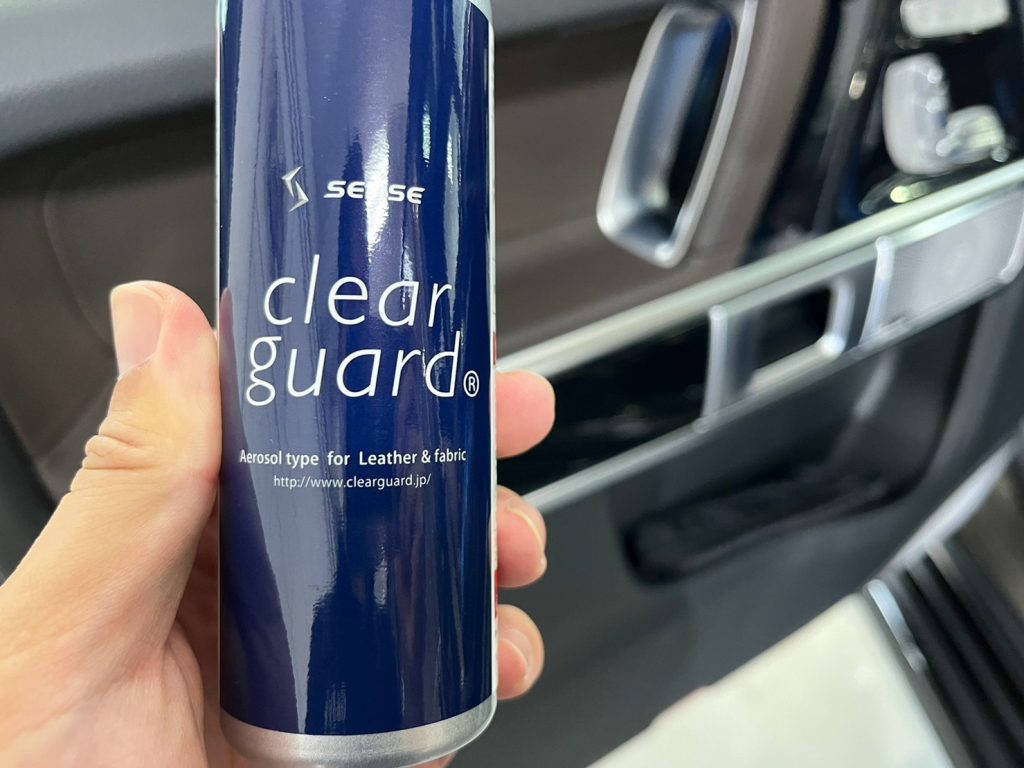 SENSE
clear
guard®
Aerosol type for Leather & fabric
http://www.clearguard.jp/